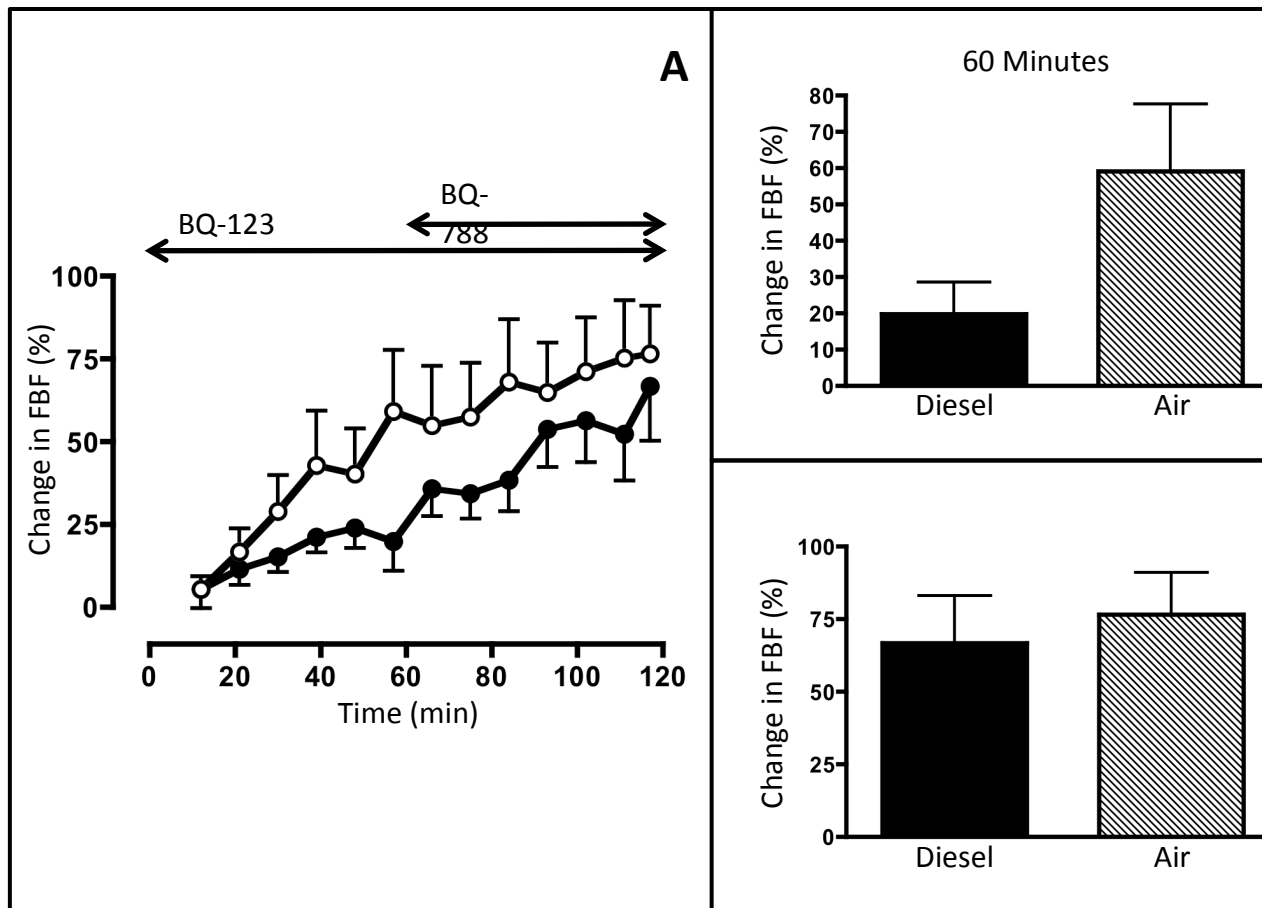 A
BQ-123
BQ-
788
Change in FBF (%)
100
75
50
25
0
0 20 40 60 80 100 120
Time (min)
60 Minutes
Change in FBF (%)
80
70
60
50
40
30
20
10
0
Diesel Air
Change in FBF (%)
100
75
50
25
0
Diesel Air